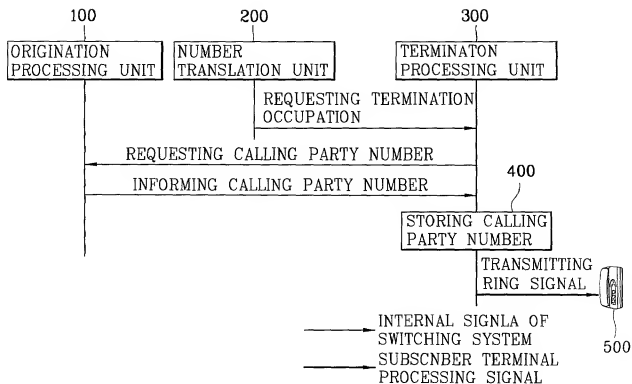 100
200
300
ORIGINATION
PROCESSING UNIT
NUMBER
TRANSLATION UNIT
TERMINATON
PROCESSING UNIT
REQUESTING TERMINATION
OCCUPATION
REQUESTING CALLING PARTY NUMBER
INFORMING CALLING PARTY NUMBER
400
STORING CALLING
PARTY NUMBER
TRANSMITTING
RING SIGNAL
500
INTERNAL SIGNLA OF
SWITCHING SYSTEM
SUBSCNBER TERMINAL
PROCESSING SIGNAL